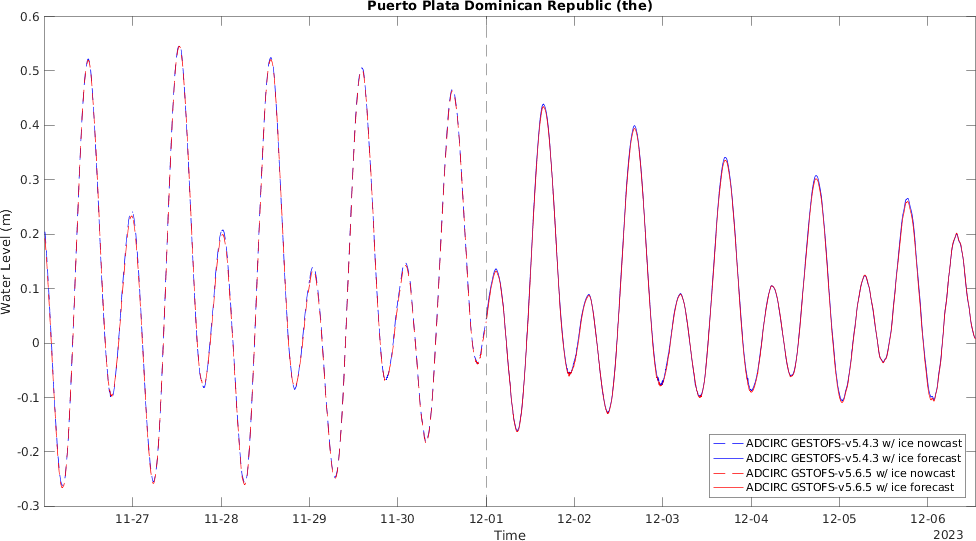 Puerto Plata Dominican Republic (the)
0.6
0.5
0.4
0.3
0.2
0.1
0
-0.1
-0.2
-0.3
Water Level (m)
ADCIRC GESTOFS-v5.4.3 w/ ice nowcast
ADCIRC GESTOFS-v5.4.3 w/ ice forecast
ADCIRC GSTOFS-v5.6.5 w/ ice nowcast
ADCIRC GSTOFS-v5.6.5 w/ ice forecast
11-27 11-28 11-29 11-30 12-01 12-02 12-03 12-04 12-05 12-06
Time
2023